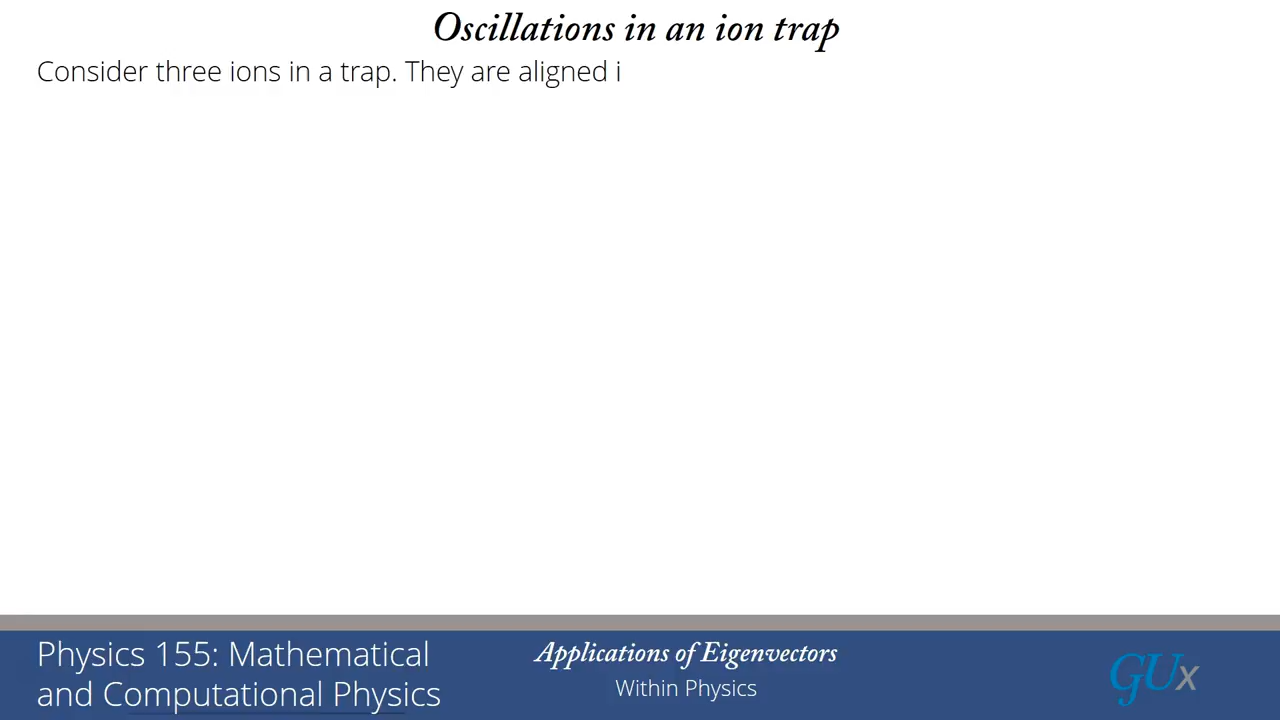 Oscillations in an ion trap
Consider three ions in a trap. They are aligned i
Physics 155: Mathematical
and Computational Physics
Applications of Eigenvectors
Within Physics
GUx